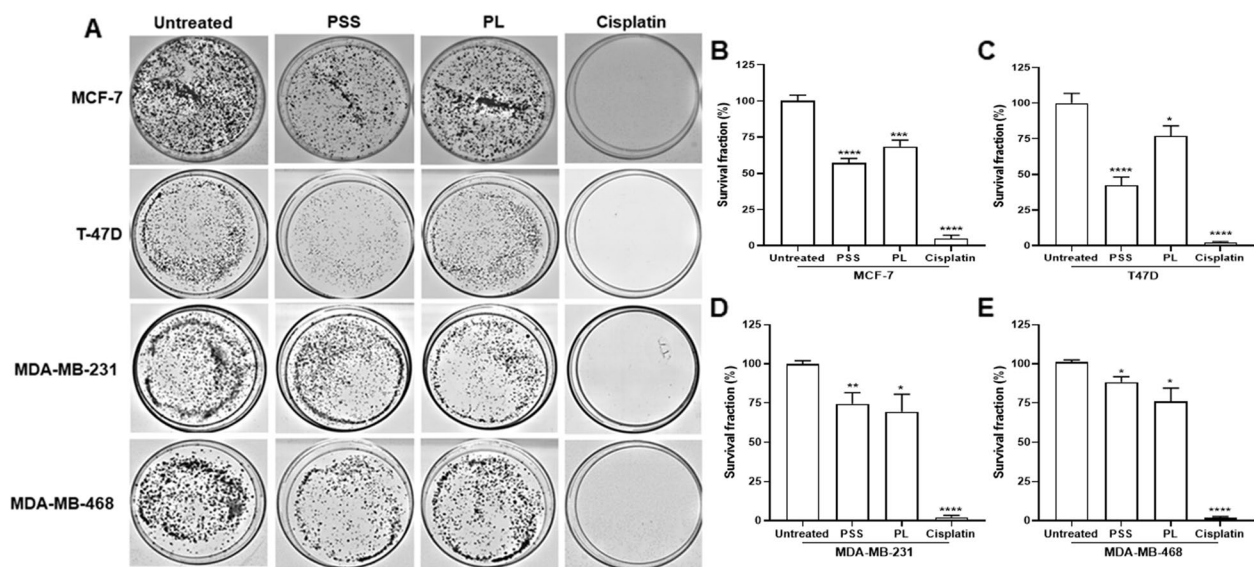 A
Untreated
PSS
PL
Cisplatin
MCF-7
T-47D
MDA-MB-231
MDA-MB-468
B
Survival fraction (%)
125
100
75
50
25
0
****
***
****
Untreated PSS PL Cisplatin
MCF-7
C
Survival fraction (%)
125
100
75
50
25
0
****
*
****
Untreated PSS PL Cisplatin
T47D
D
Survival fraction (%)
125
100
75
50
25
0
**
*
****
Untreated PSS PL Cisplatin
MDA-MB-231
E
Survival fraction (%)
125
100
75
50
25
0
*
*
****
Untreated PSS PL Cisplatin
MDA-MB-468